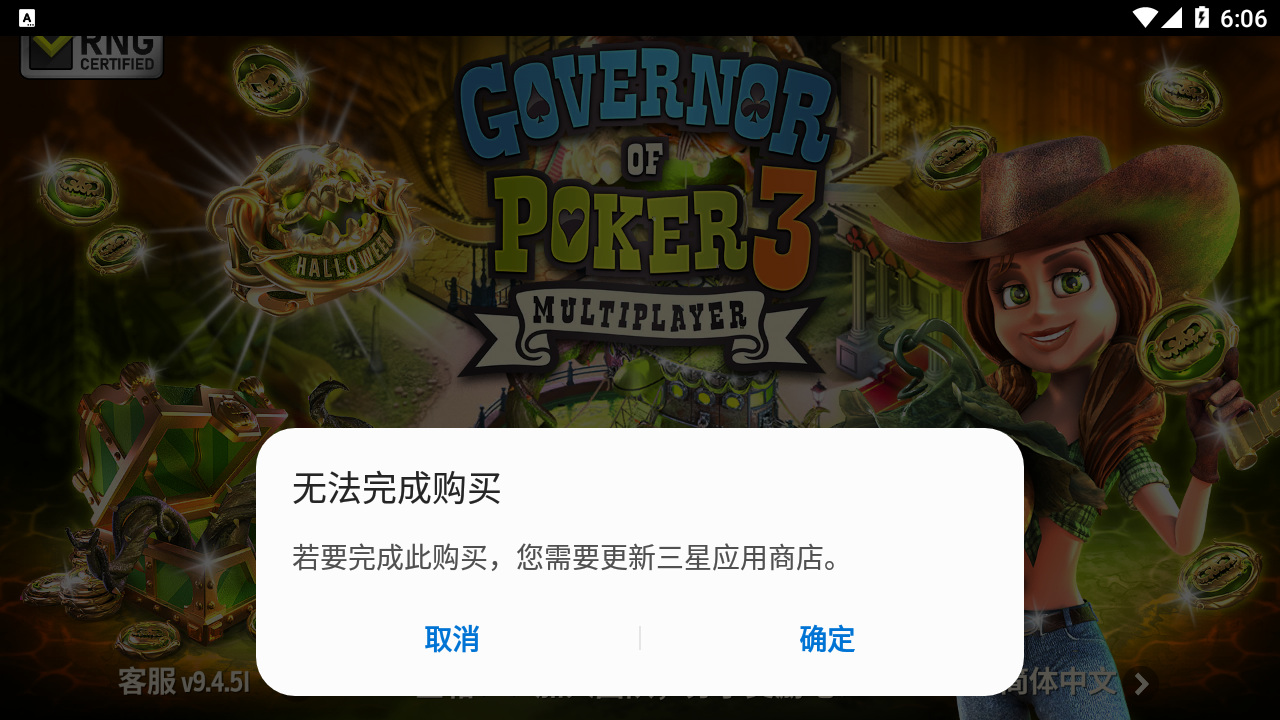 6:06
RNG
CERTIFIED
GOVERNOR
OF
POKER 3
MULTIPLAYER
HALLOWEEN
CASH
无法完成购买
若要完成此购买，您需要更新三星应用商店。
取消
确定
客服 v9.4.5I
简体中文